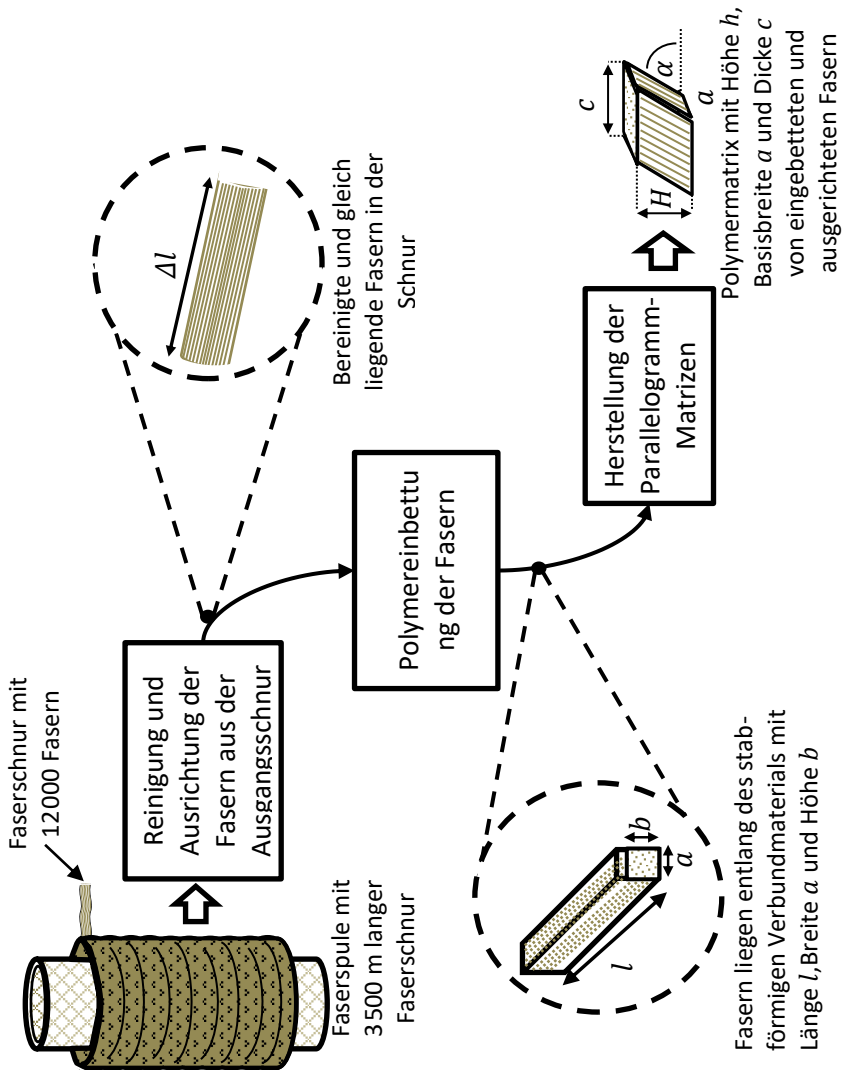 Faserschnur mit
12000 Fasern
Faserspule mit
3500 m langer
Faserschnur
Reinigung und
Ausrichtung der
Fasern aus der
Ausgangsschnur
Δl
Bereinigte und gleich
liegende Fasern in der
Schnur
Polymereinbettu
ng der Fasern
l
b
a
Fasern liegen entlang des stab-
förmigen Verbundmaterials mit
Länge l,Breite a und Höhe b
Herstellung der
Parallelogramm-
Matrizen
c
H
α
a
Polymermatrix mit Höhe h,
Basisbreite a und Dicke c
von eingebetteten und
ausgerichteten Fasern